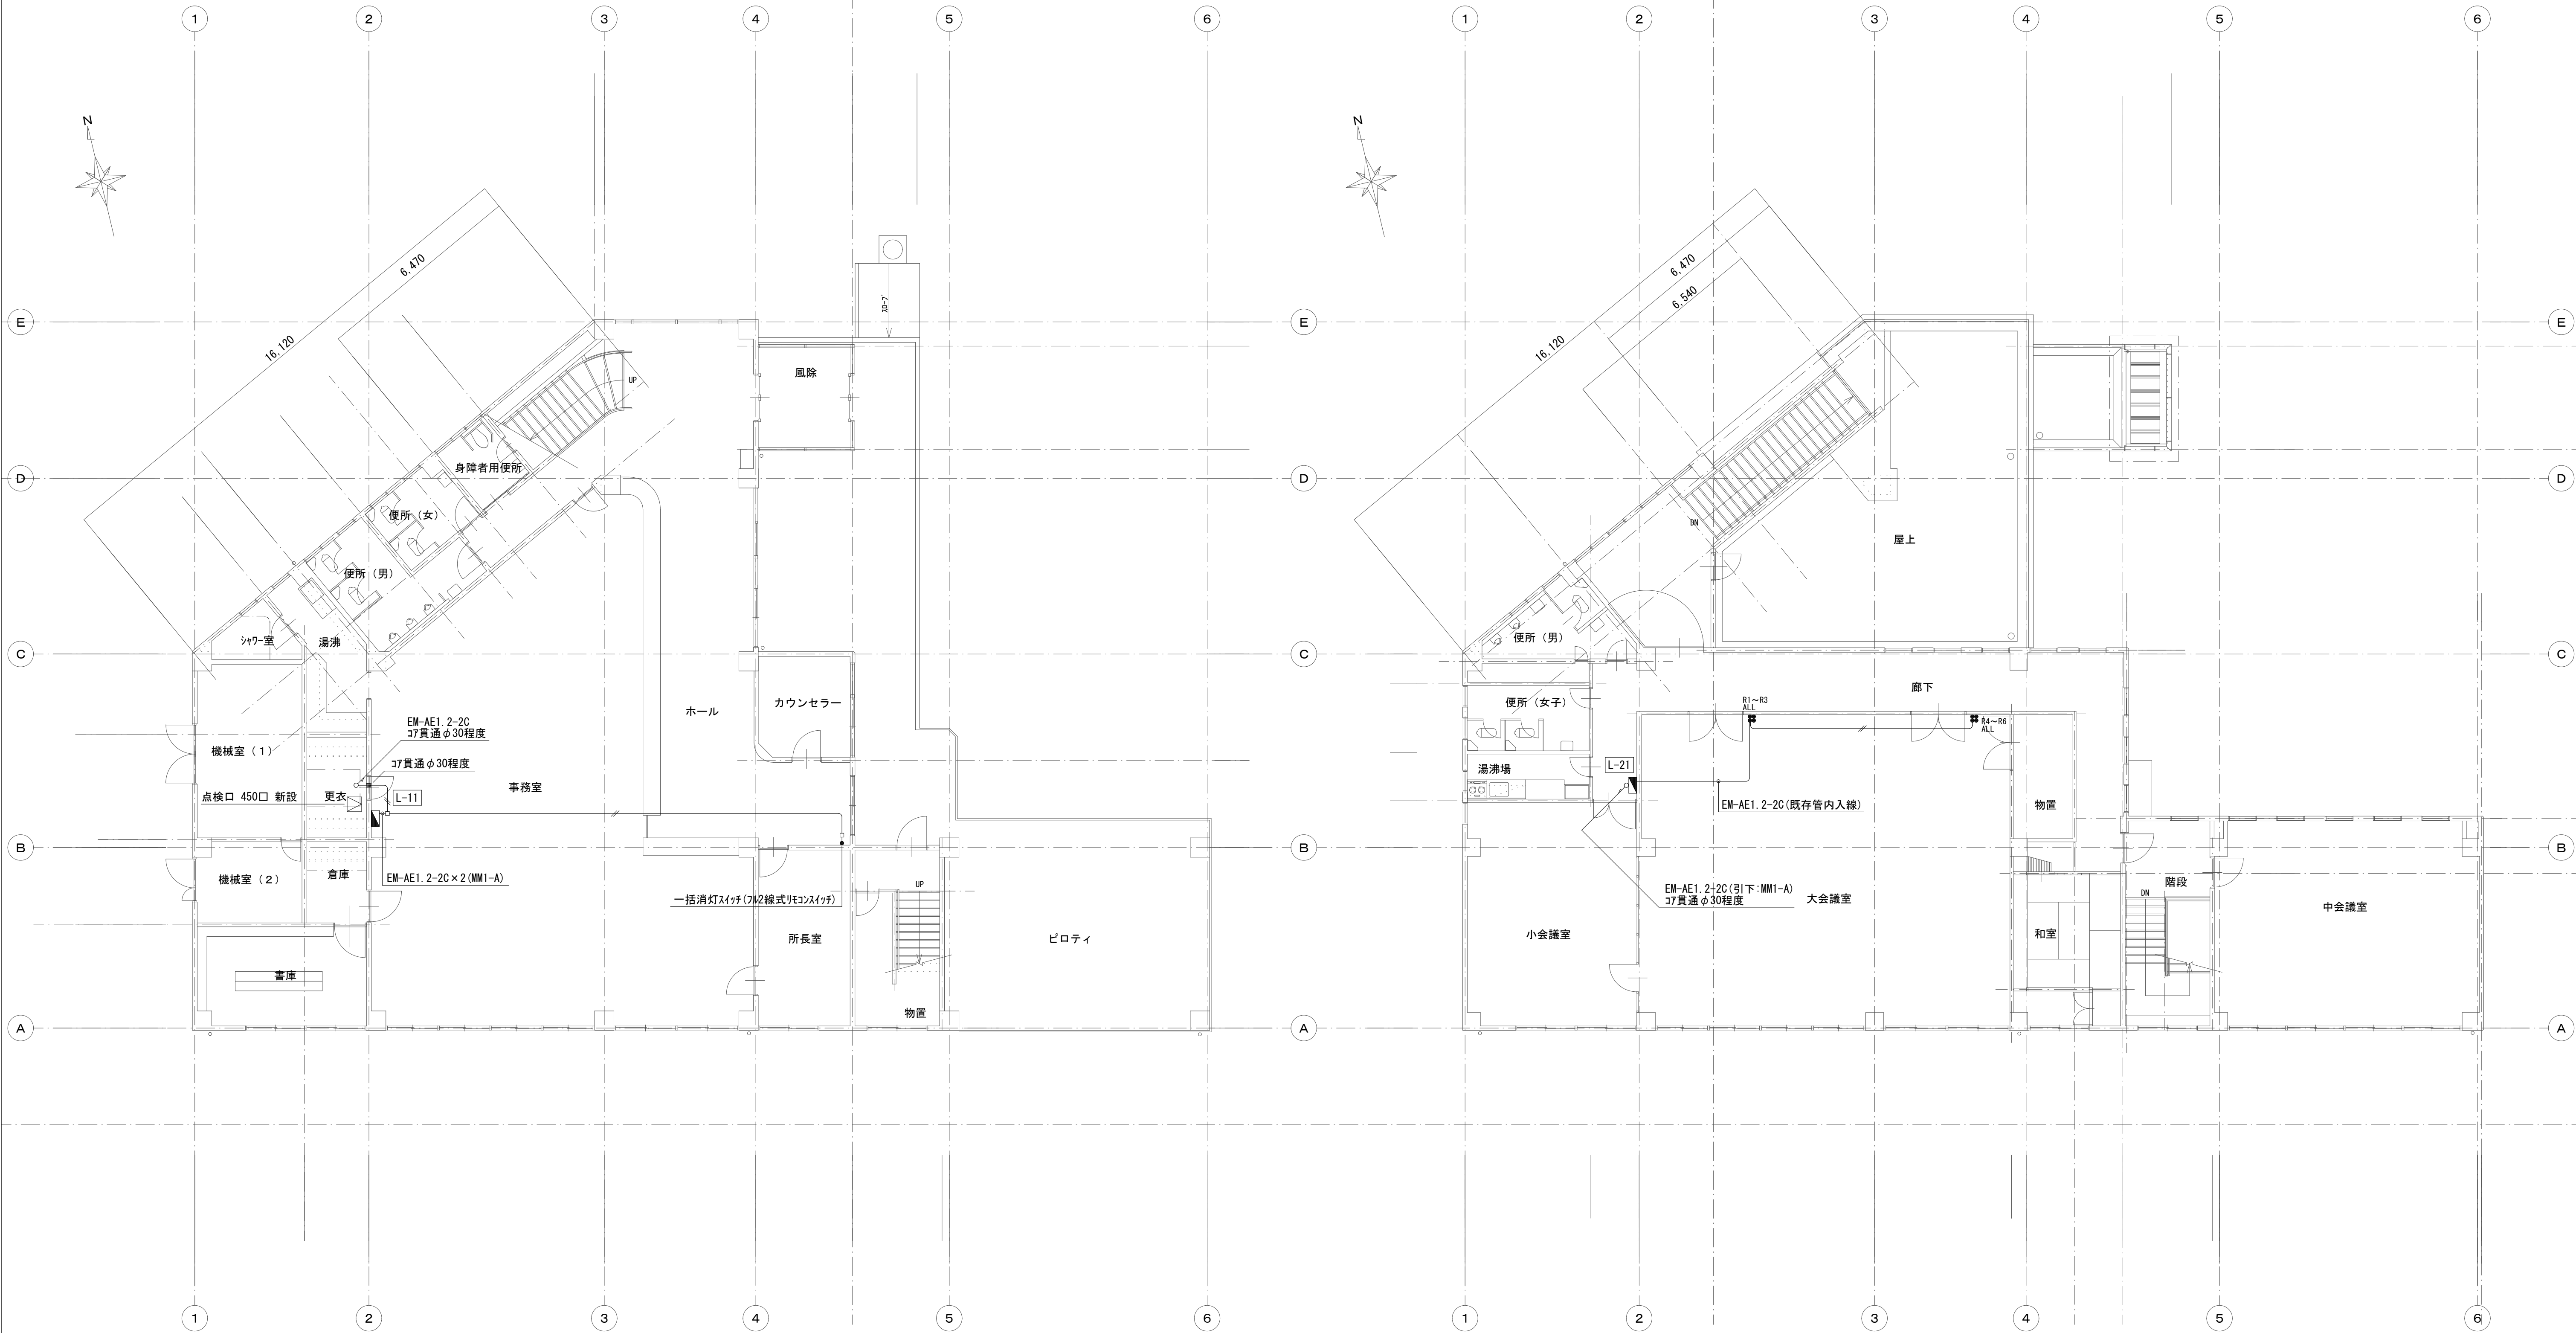 1 2 3 4 5 6
1 2 3 4 5 6
N
N
6,470
16,120
6,470
6,540
16,120
スロープ
E
E
E
風除
UP
身障者用便所
D
D
D
便所（女）
便所（男）
DN
屋上
シャワー室
湯沸
便所（男）
C
C
C
ホール
カウンセラー
廊下
便所（女子）
R1～R3
ALL
R4～R6
ALL
EM-AE1.2-2C
コア貫通φ30程度
機械室（１）
コア貫通φ30程度
点検口 450□ 新設
更衣
L-11
事務室
湯沸場
L-21
EM-AE1.2-2C(既存管内入線)
物置
B
B
B
機械室（２）
倉庫
EM-AE1.2-2C×2(MM1-A)
一括消灯スイッチ(フル2線式リモコンスイッチ)
UP
EM-AE1.2-2C(引下:MM1-A)
コア貫通φ30程度
大会議室
階段
DN
中会議室
所長室
ピロティ
小会議室
和室
書庫
物置
A
A
A
1 2 3 4 5 6
1 2 3 4 5 6